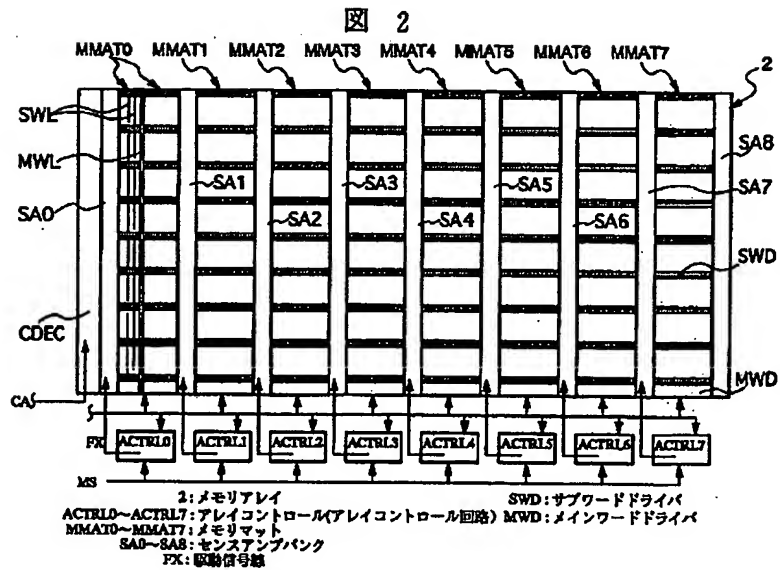 図 2
MMAT0 MMAT1 MMAT2 MMAT3 MMAT4 MMAT5 MMAT6 MMAT7
2
SWL
MWL
SA0
SA1
SA2
SA3
SA4
SA5
SA6
SA7
SA8
SWD
CDEC
MWD
CA
FX
ACTRL0 ACTRL1 ACTRL2 ACTRL3 ACTRL4 ACTRL5 ACTRL6 ACTRL7
MS
2:メモリアレイ
SWD:サブワードドライバ
ACTRL0〜ACTRL7:アレイコントロール(アレイコントロール回路) MWD:メインワードドライバ
MMAT0〜MMAT7:メモリマット
SA0〜SA8:センスアンプバンク
FX:駆動信号線